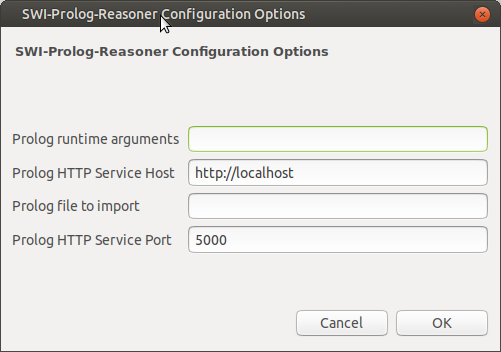 SWI-Prolog-Reasoner Configuration Options
SWI-Prolog-Reasoner Configuration Options
Prolog runtime arguments
Prolog HTTP Service Host http://localhost
Prolog file to import
Prolog HTTP Service Port 5000
Cancel OK